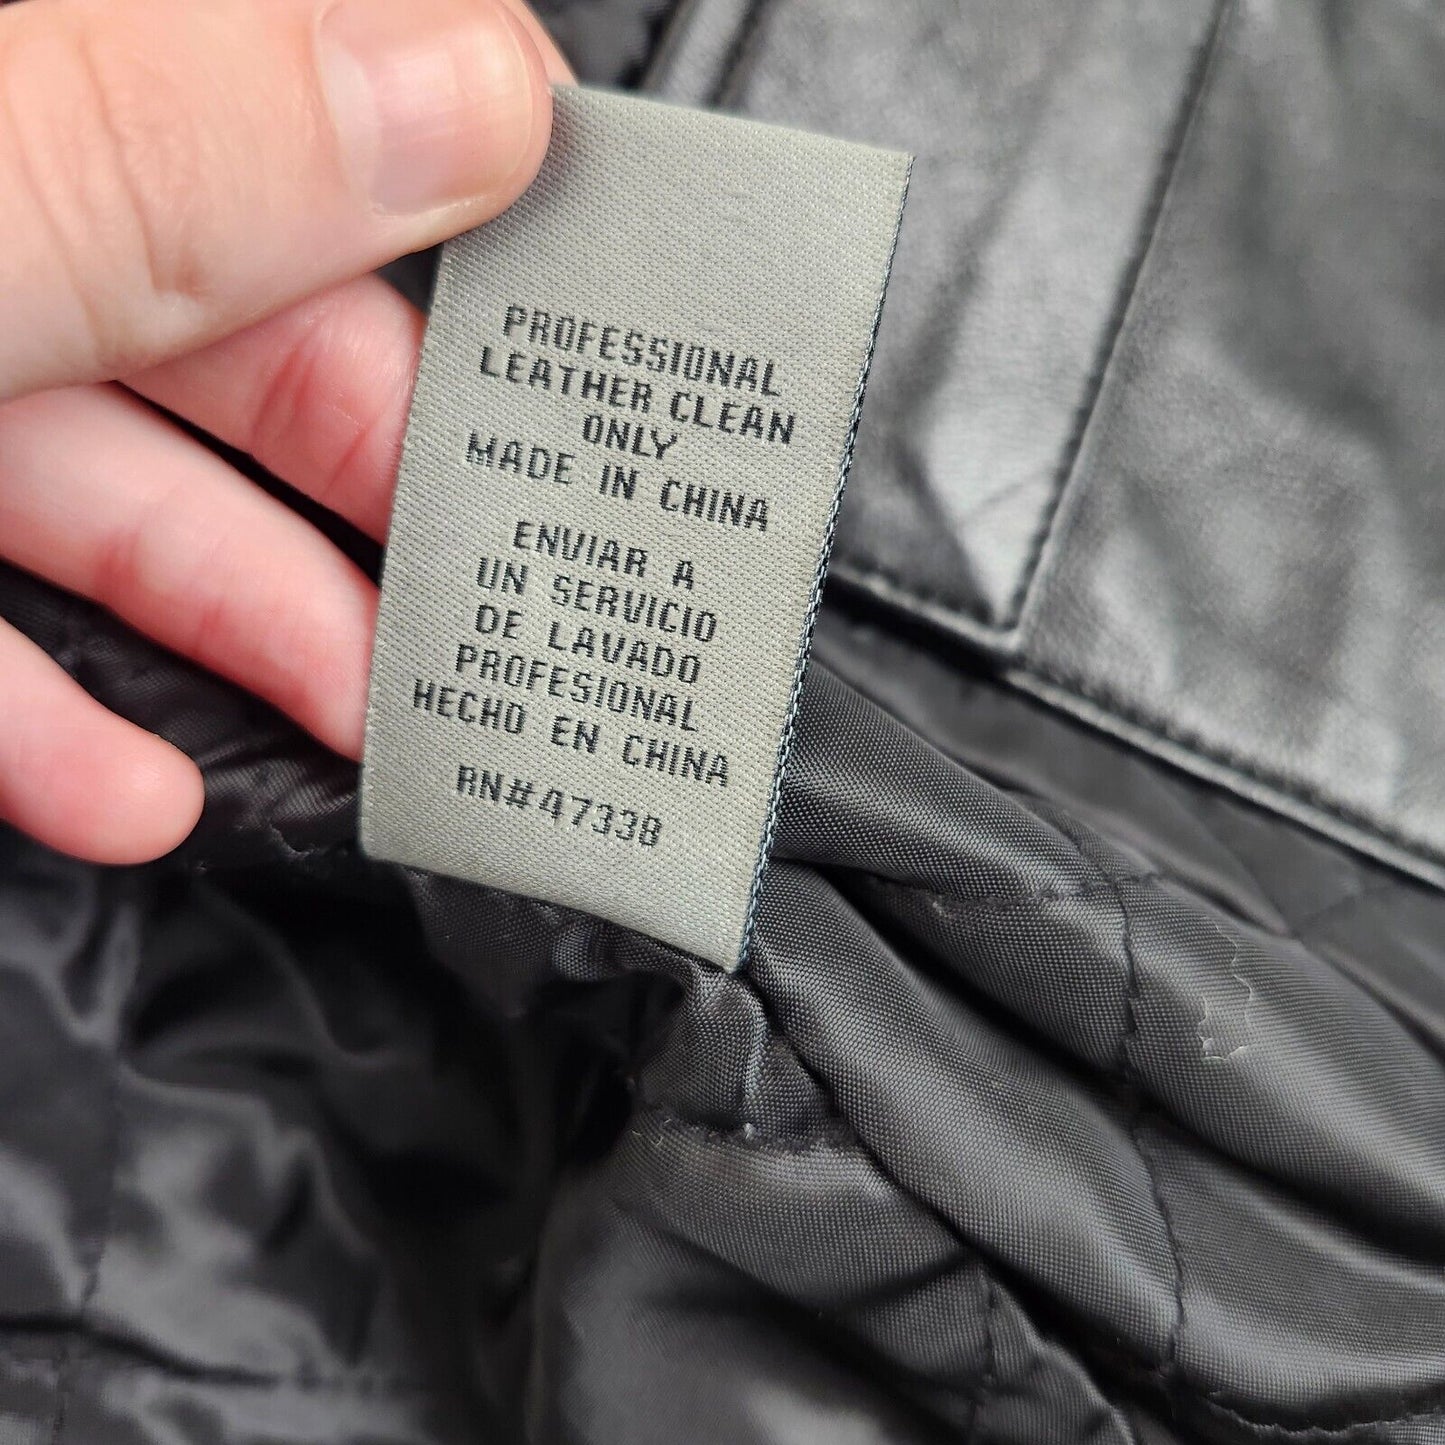 PROFESSIONAL
LEATHER CLEAN
ONLY
MADE IN CHINA
ENVIAR A
UN SERVICIO
DE LAVADO
PROFESIONAL
HECHO EN CHINA
RN#47338